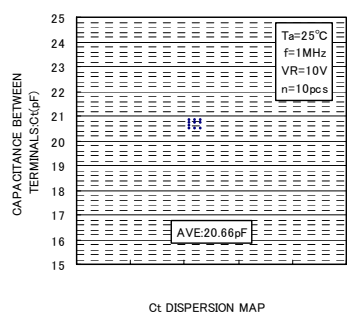 25
24
23
22
21
20
19
18
17
16
15
CAPACITANCE BETWEEN
TERMINALS:Ct(pF)
Ta=25℃
f=1MHz
VR=10V
n=10pcs
AVE:20.66pF
Ct DISPERSION MAP